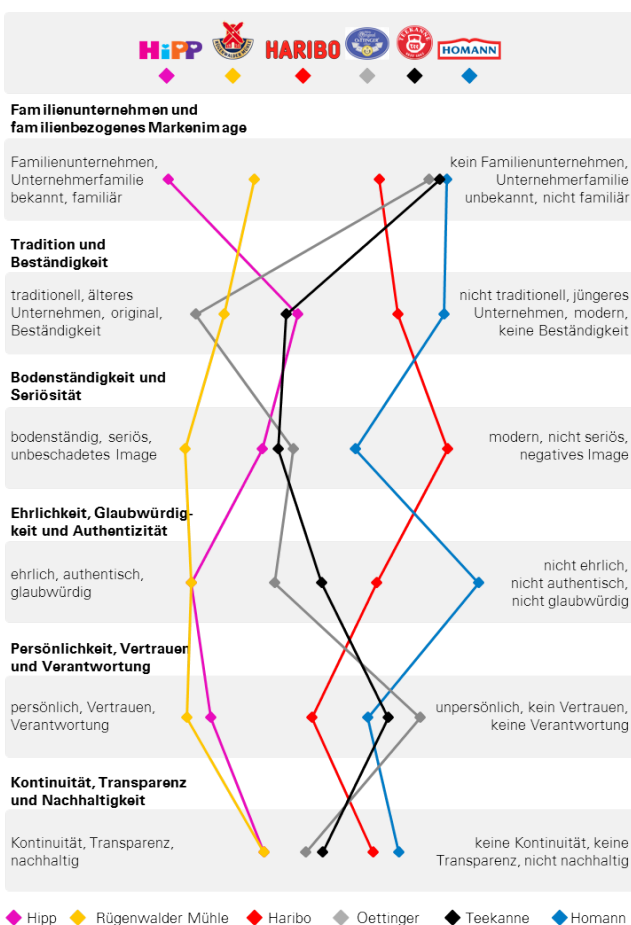 HiPP HARIBO OETTINGER TEEKANNE HOMANN
Familienunternehmen und
familienbezogenes Markenimage
Familienunternehmen,
Unternehmerfamilie
bekannt, familiär
kein Familienunternehmen,
Unternehmerfamilie
unbekannt, nicht familiär
Tradition und
Beständigkeit
traditionell, älteres
Unternehmen, original,
Beständigkeit
nicht traditionell, jüngeres
Unternehmen, modern,
keine Beständigkeit
Bodenständigkeit und
Seriösität
bodenständig, seriös,
unbeschadetes Image
modern, nicht seriös,
negatives Image
Ehrlichkeit, Glaubwürdig-
keit und Authentizität
ehrlich, authentisch,
glaubwürdig
nicht ehrlich,
nicht authentisch,
nicht glaubwürdig
Persönlichkeit, Vertrauen
und Verantwortung
persönlich, Vertrauen,
Verantwortung
unpersönlich, kein Vertrauen,
keine Verantwortung
Kontinuität, Transparenz
und Nachhaltigkeit
Kontinuität, Transparenz,
nachhaltig
keine Kontinuität, keine
Transparenz, nicht nachhaltig
Hipp Rügenwalder Mühle Haribo Oettinger Teekanne Homann